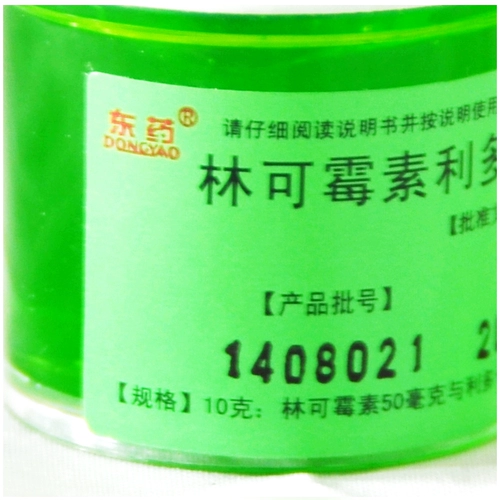 东药®
DONGYAO
请仔细阅读说明书并按说明使用
林可霉素利多
【批准
【产品批号】
1408021 20
【规格】10克：林可霉素50毫克与利多